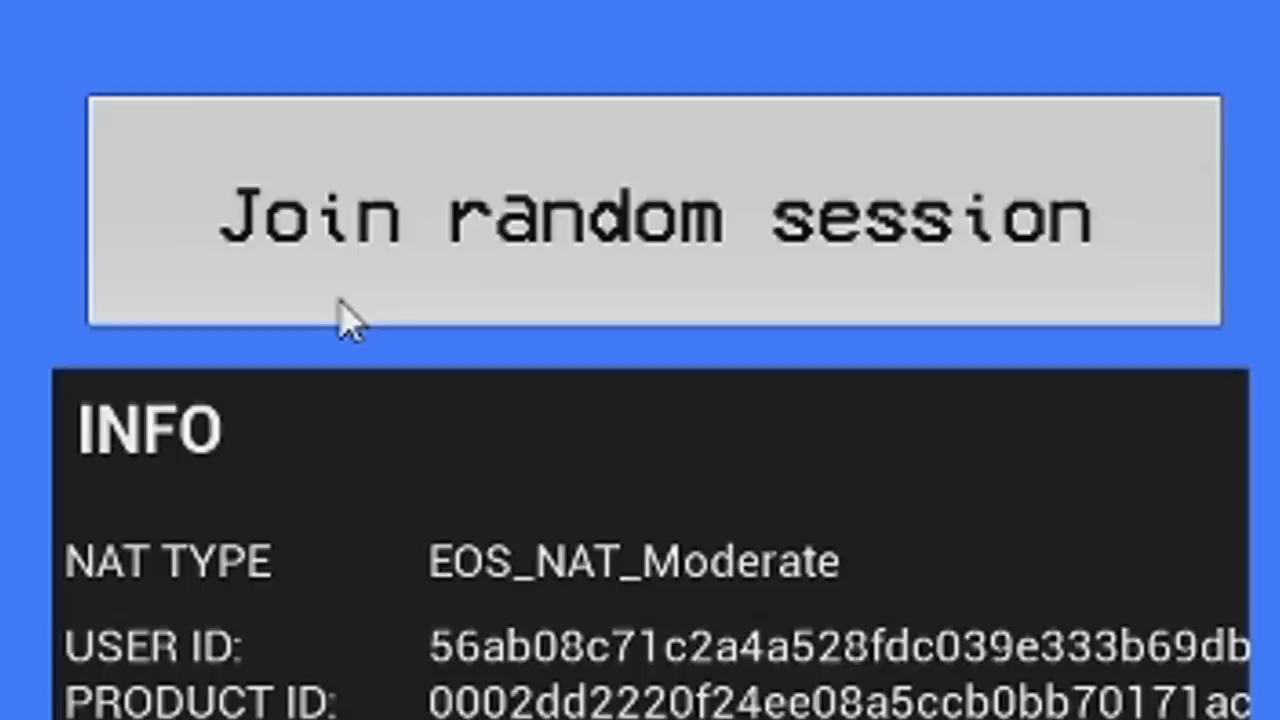 Join random session
INFO
NAT TYPE EOS_NAT_Moderate
USER ID: 56ab08c71c2a4a528fdc039e333b69db
PRODUCT ID: 0002dd2220f24ee08a5ccb0bb70171ac